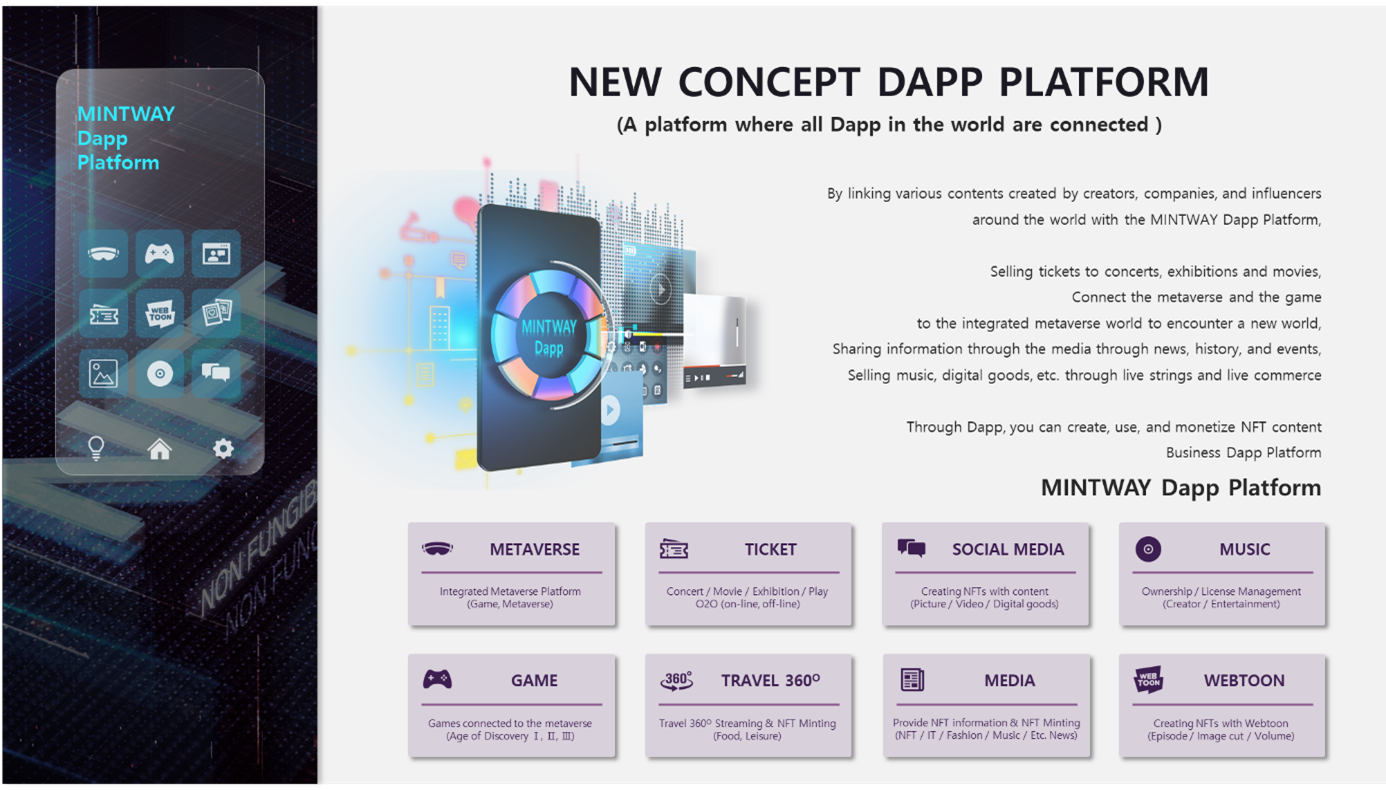 MINTWAY
Dapp
Platform
WEB
TOON
NON FUNGIB
NON FUNG
NEW CONCEPT DAPP PLATFORM
(A platform where all Dapp in the world are connected )
MINTWAY
Dapp
By linking various contents created by creators, companies, and influencers
around the world with the MINTWAY Dapp Platform,
Selling tickets to concerts, exhibitions and movies,
Connect the metaverse and the game
to the integrated metaverse world to encounter a new world,
Sharing information through the media through news, history, and events,
Selling music, digital goods, etc. through live strings and live commerce
Through Dapp, you can create, use, and monetize NFT content
Business Dapp Platform
MINTWAY Dapp Platform
METAVERSE
Integrated Metaverse Platform
(Game, Metaverse)
TICKET
Concert / Movie / Exhibition / Play
O2O (on-line, off-line)
SOCIAL MEDIA
Creating NFTs with content
(Picture / Video / Digital goods)
MUSIC
Ownership / License Management
(Creator / Entertainment)
GAME
Games connected to the metaverse
(Age of Discovery Ⅰ, Ⅱ, Ⅲ)
360°
TRAVEL 360º
Travel 360º Streaming & NFT Minting
(Food, Leisure)
MEDIA
Provide NFT information & NFT Minting
(NFT / IT / Fashion / Music / Etc. News)
WEB
TOON
WEBTOON
Creating NFTs with Webtoon
(Episode / Image cut / Volume)